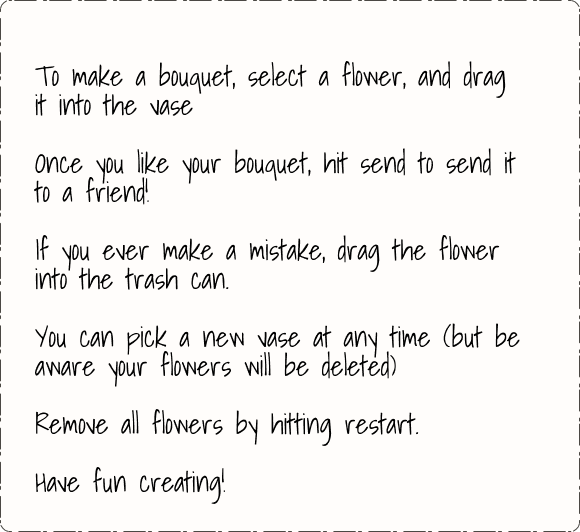 To make a bouquet, select a flower, and drag
it into the vase
Once you like your bouquet, hit send to send it
to a friend!
If you ever make a mistake, drag the flower
into the trash can.
You can pick a new vase at any time (but be
aware your flowers will be deleted)
Remove all flowers by hitting restart.
Have fun creating!